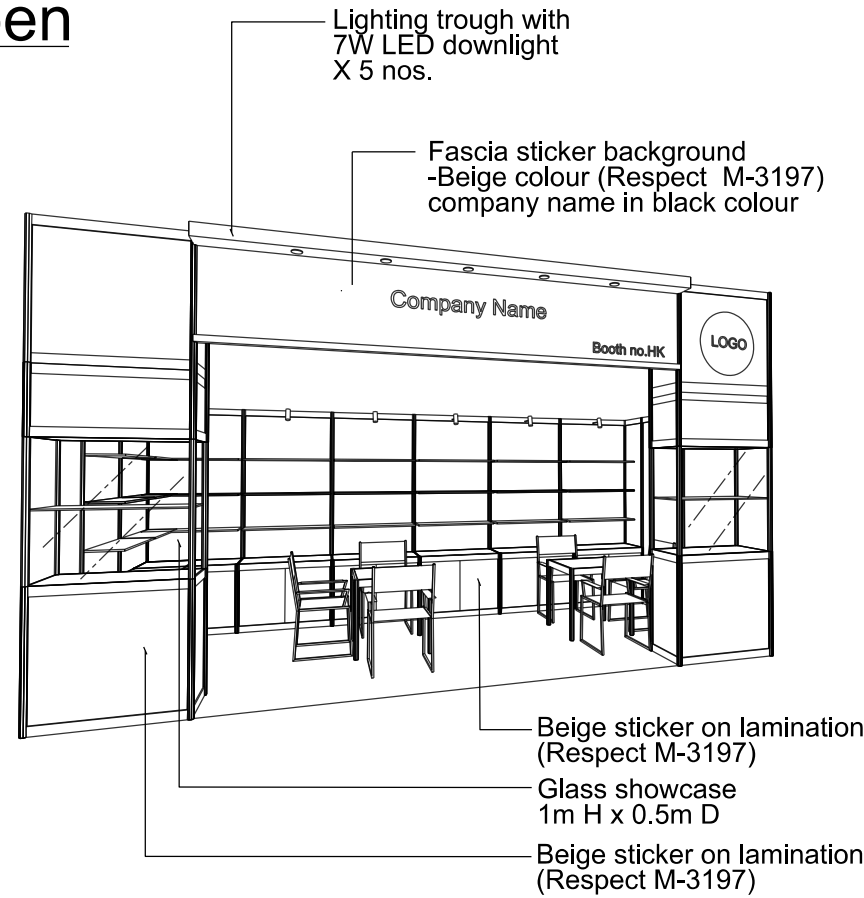 Lighting trough with
7W LED downlight
X 5 nos.
Fascia sticker background
-Beige colour (Respect M-3197)
company name in black colour
Company Name
Booth no.HK
LOGO
Beige sticker on lamination
(Respect M-3197)
Glass showcase
1m H x 0.5m D
Beige sticker on lamination
(Respect M-3197)